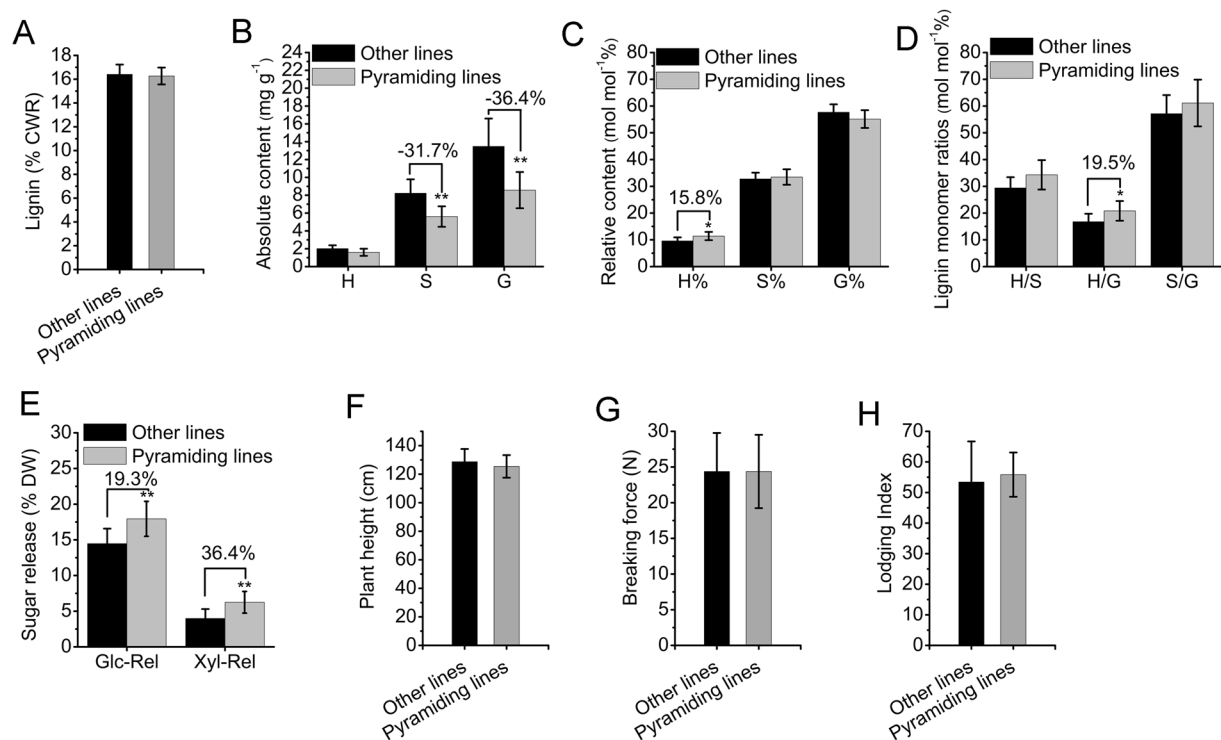 A
Lignin (% CWR)
18
16
14
12
10
8
6
4
2
0
Other lines
Pyramiding lines
B
Absolute content (mg g⁻¹)
24
22
20
18
16
14
12
10
8
6
4
2
0
Other lines
Pyramiding lines
-31.7%
**
-36.4%
**
H
S
G
C
Relative content (mol mol⁻¹%)
80
70
60
50
40
30
20
10
0
Other lines
Pyramiding lines
15.8%
*
H%
S%
G%
D
Lignin monomer ratios (mol mol⁻¹%)
80
70
60
50
40
30
20
10
0
Other lines
Pyramiding lines
19.5%
*
H/S
H/G
S/G
E
Sugar release (% DW)
30
25
20
15
10
5
0
Other lines
Pyramiding lines
19.3%
**
36.4%
**
Glc-Rel
Xyl-Rel
F
Plant height (cm)
140
120
100
80
60
40
20
0
Other lines
Pyramiding lines
G
Breaking force (N)
30
25
20
15
10
5
0
Other lines
Pyramiding lines
H
Lodging Index
70
60
50
40
30
20
10
0
Other lines
Pyramiding lines